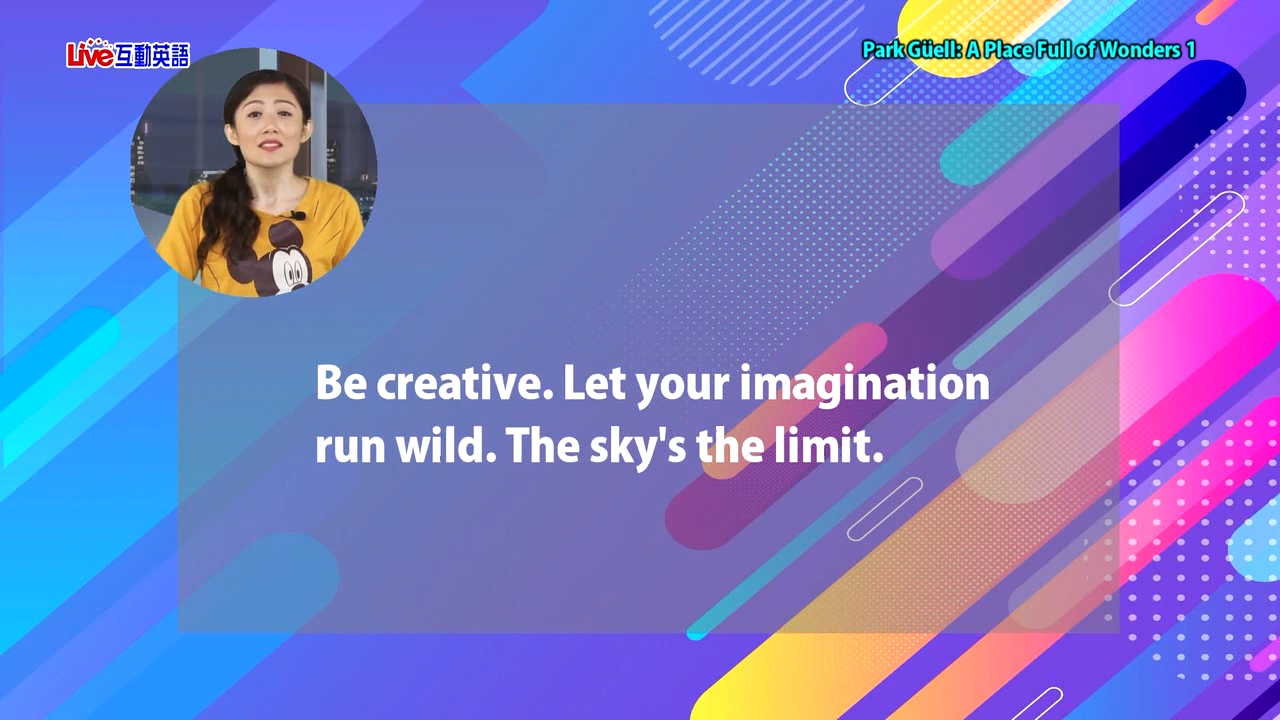 Live互動英語
Park Güell: A Place Full of Wonders 1
Be creative. Let your imagination
run wild. The sky's the limit.